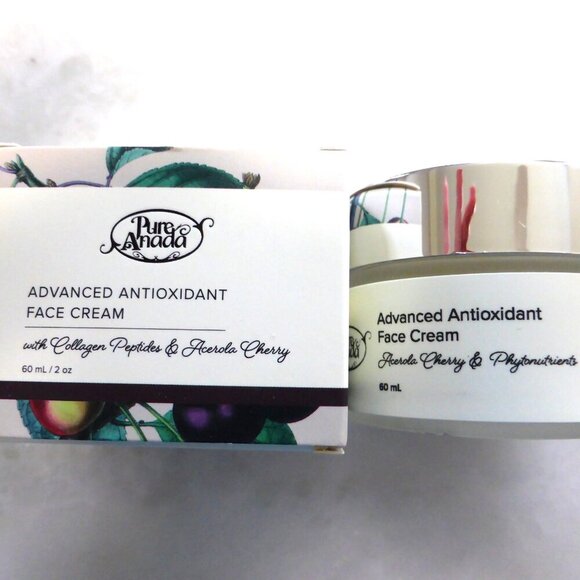 Pure
Anada
ADVANCED ANTIOXIDANT
FACE CREAM
with Collagen Peptides & Acerola Cherry
60 mL / 2 oz
Advanced Antioxidant
Face Cream
Acerola Cherry & Phytonutrients
60 mL